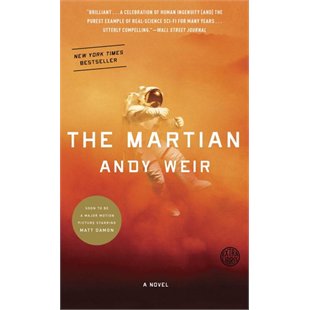 "BRILLIANT . . . A CELEBRATION OF HUMAN INGENUITY [AND] THE
PUREST EXAMPLE OF REAL-SCIENCE SCI-FI FOR MANY YEARS . . .
UTTERLY COMPELLING." —WALL STREET JOURNAL
NEW YORK TIMES
BESTSELLER
THE MARTIAN
ANDY WEIR
SOON TO BE
A MAJOR MOTION
PICTURE STARRING
MATT DAMON
A NOVEL